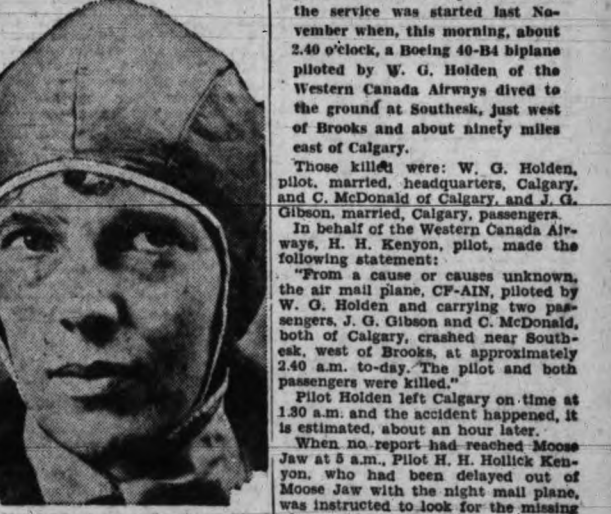 the service was started last No-
vember when, this morning, about
2.40 o'clock, a Boeing 40-B4 biplane
piloted by W. G. Holden of the
Western Canada Airways dived to
the ground at Southesk, just west
of Brooks and about ninety miles
east of Calgary.
Those killed were: W. G. Holden,
pilot, married, headquarters, Calgary,
and C. McDonald of Calgary, and J. G.
Gibson, married, Calgary, passengers.
In behalf of the Western Canada Air-
ways, H. H. Kenyon, pilot, made the
following statement:
"From a cause or causes unknown,
the air mail plane, CF-AIN, piloted by
W. G. Holden and carrying two pas-
sengers, J. G. Gibson and C. McDonald,
both of Calgary, crashed near South-
esk, west of Brooks, at approximately
2.40 a.m. to-day. The pilot and both
passengers were killed."
Pilot Holden left Calgary on time at
1.30 a.m. and the accident happened, it
is estimated, about an hour later.
When no report had reached Moose
Jaw at 5 a.m., Pilot H. H. Hollick Ken-
yon, who had been delayed out of
Moose Jaw with the night mail plane,
was instructed to look for the missing